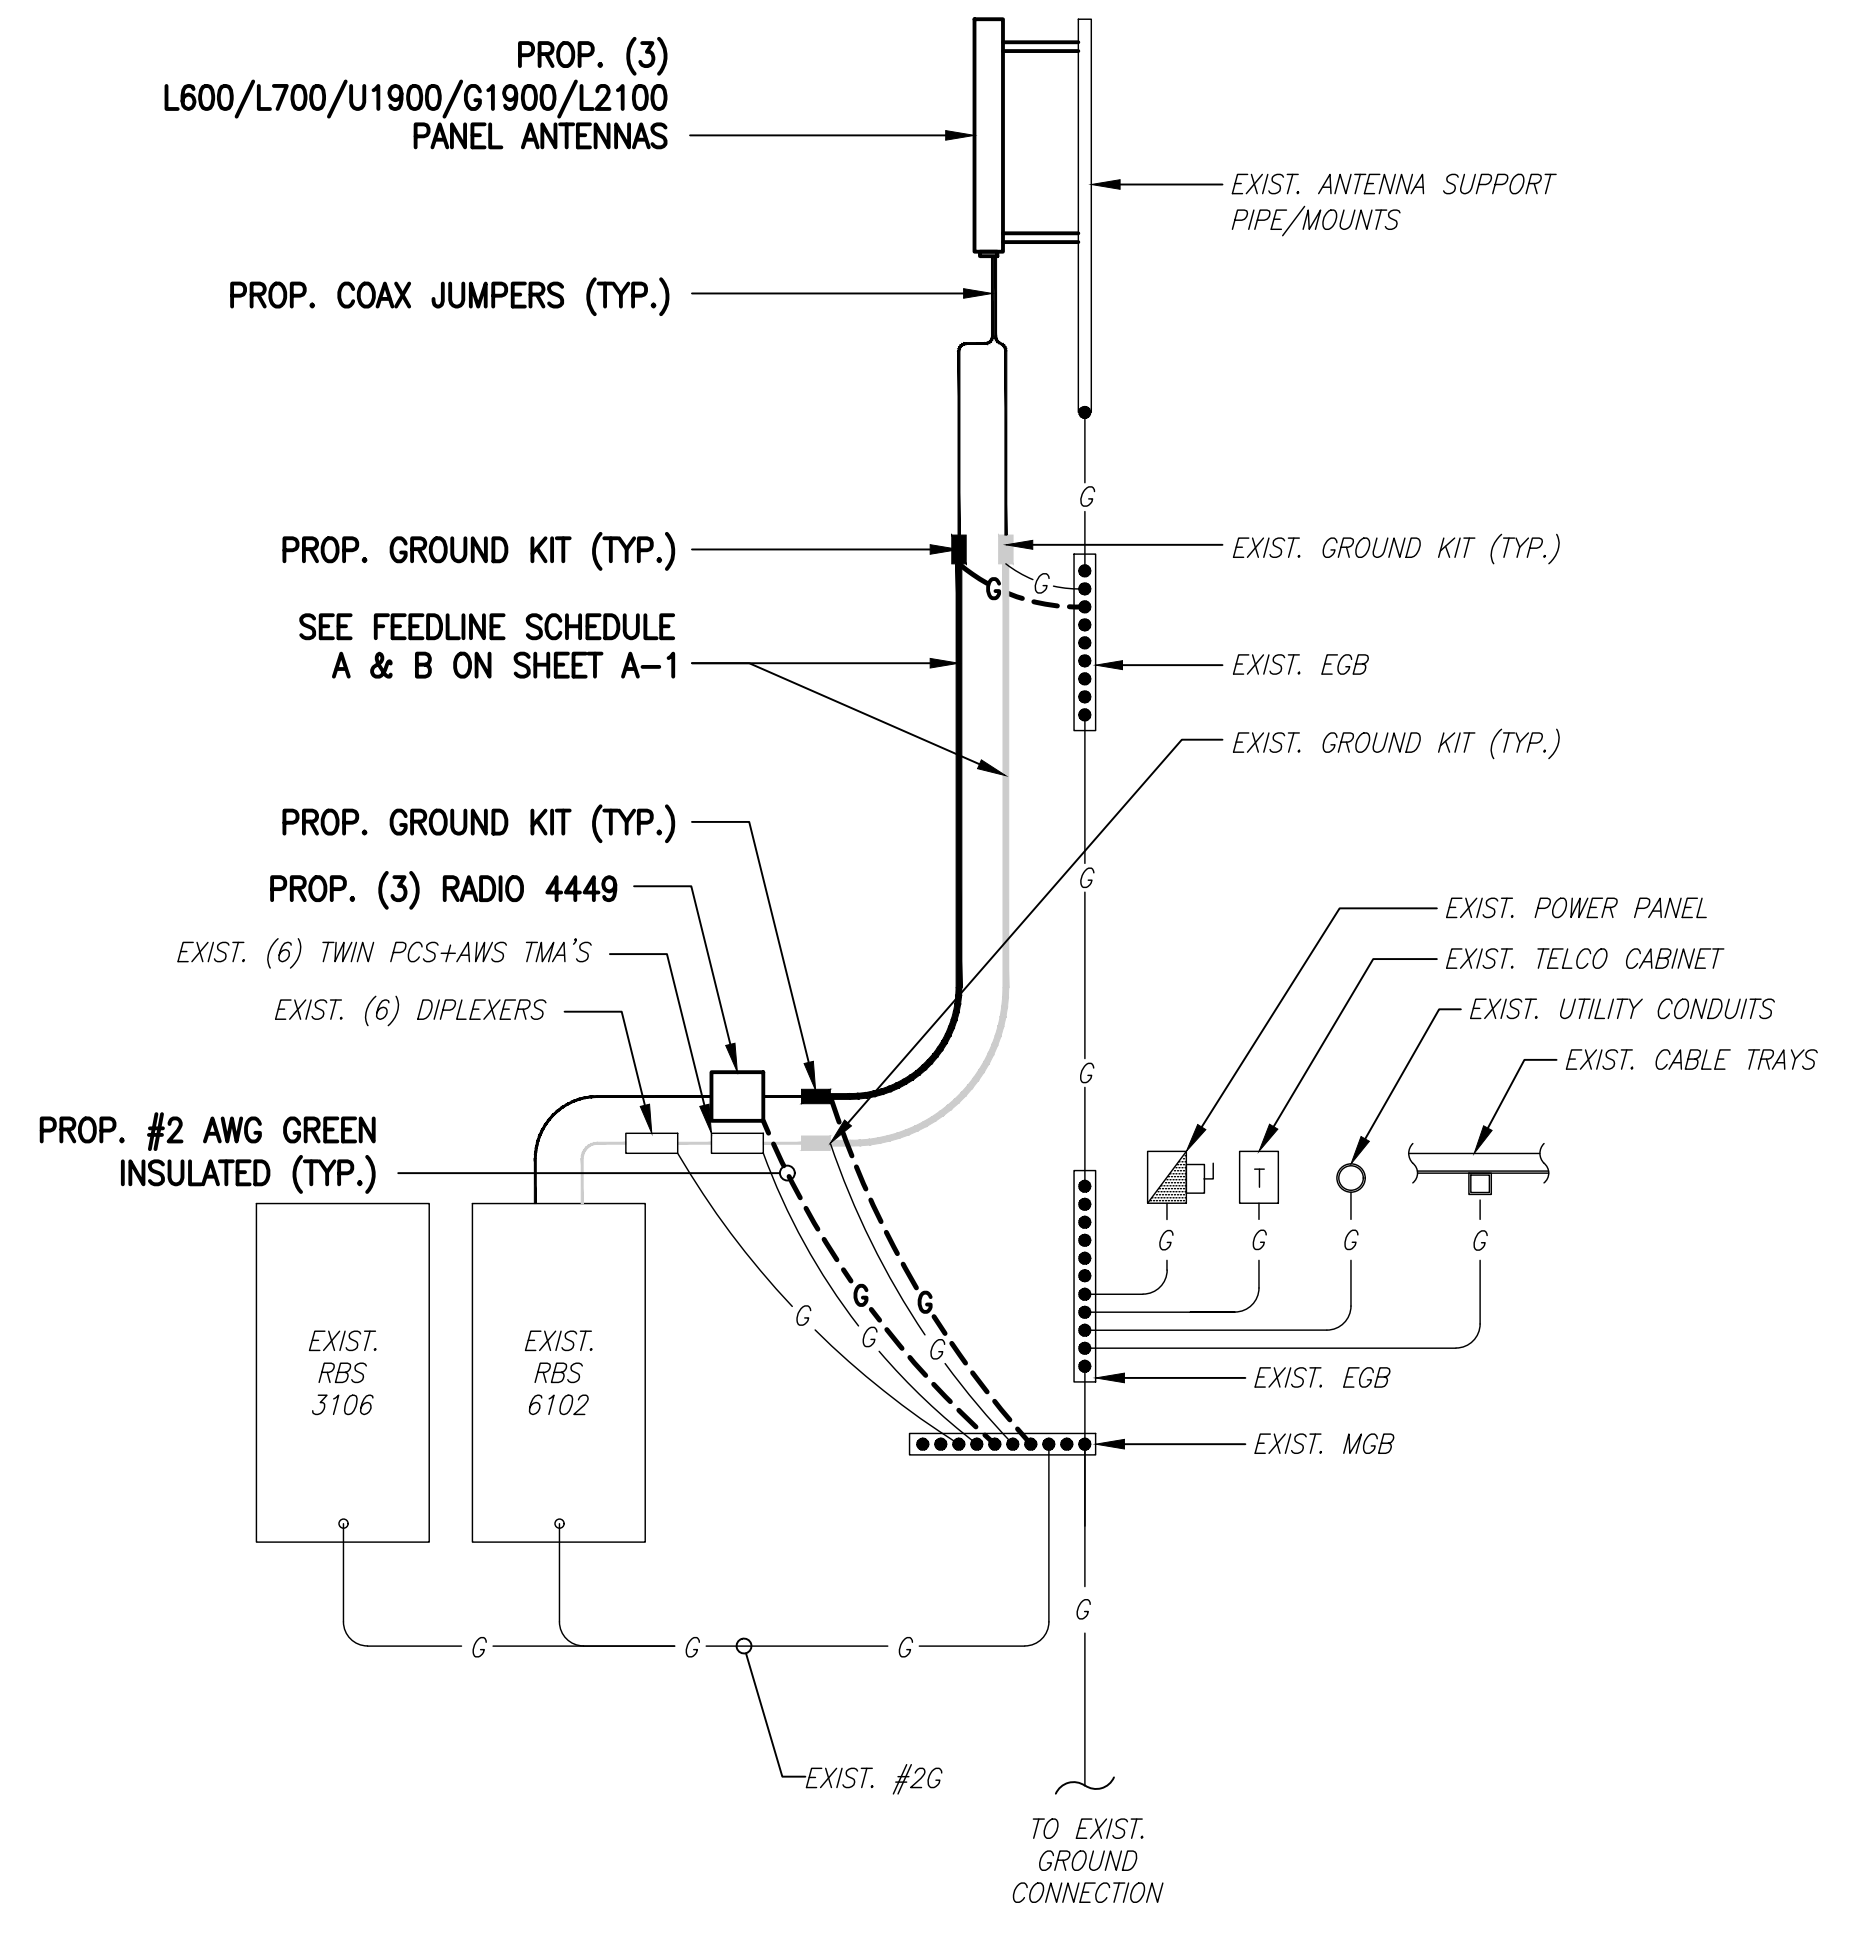 PROP. (3)
L600/L700/U1900/G1900/L2100
PANEL ANTENNAS
EXIST. ANTENNA SUPPORT
PIPE/MOUNTS
PROP. COAX JUMPERS (TYP.)
G
PROP. GROUND KIT (TYP.)
EXIST. GROUND KIT (TYP.)
G
G
SEE FEEDLINE SCHEDULE
A & B ON SHEET A-1
EXIST. EGB
EXIST. GROUND KIT (TYP.)
PROP. GROUND KIT (TYP.)
G
PROP. (3) RADIO 4449
EXIST. POWER PANEL
EXIST. (6) TWIN PCS+AWS TMA'S
EXIST. TELCO CABINET
EXIST. (6) DIPLEXERS
EXIST. UTILITY CONDUITS
EXIST. CABLE TRAYS
G
PROP. #2 AWG GREEN
INSULATED (TYP.)
T
G
G
G
G
G
G
G
G
G
EXIST.
RBS
3106
EXIST.
RBS
6102
EXIST. EGB
EXIST. MGB
G
G
G
G
EXIST. #2G
TO EXIST.
GROUND
CONNECTION